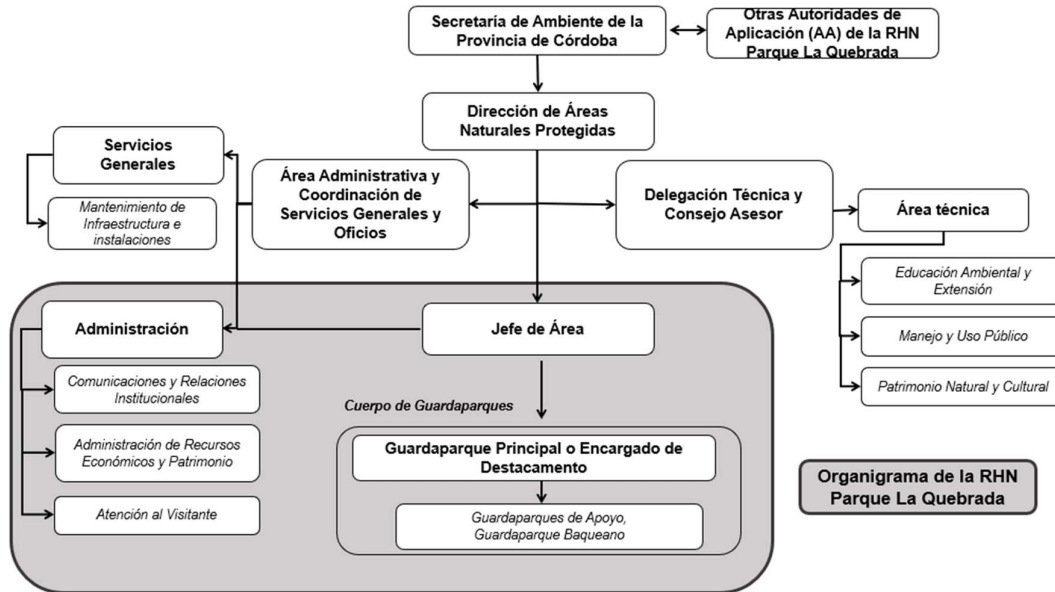 Secretaría de Ambiente de la
Provincia de Córdoba
Otras Autoridades de
Aplicación (AA) de la RHN
Parque La Quebrada
Dirección de Áreas
Naturales Protegidas
Servicios
Generales
Mantenimiento de
Infraestructura e
instalaciones
Área Administrativa y
Coordinación de
Servicios Generales y
Oficios
Delegación Técnica y
Consejo Asesor
Área técnica
Educación Ambiental y
Extensión
Manejo y Uso Público
Patrimonio Natural y Cultural
Administración
Jefe de Área
Comunicaciones y Relaciones
Institucionales
Administración de Recursos
Económicos y Patrimonio
Atención al Visitante
Cuerpo de Guardaparques
Guardaparque Principal o Encargado de
Destacamento
Guardaparques de Apoyo,
Guardaparque Baqueano
Organigrama de la RHN
Parque La Quebrada